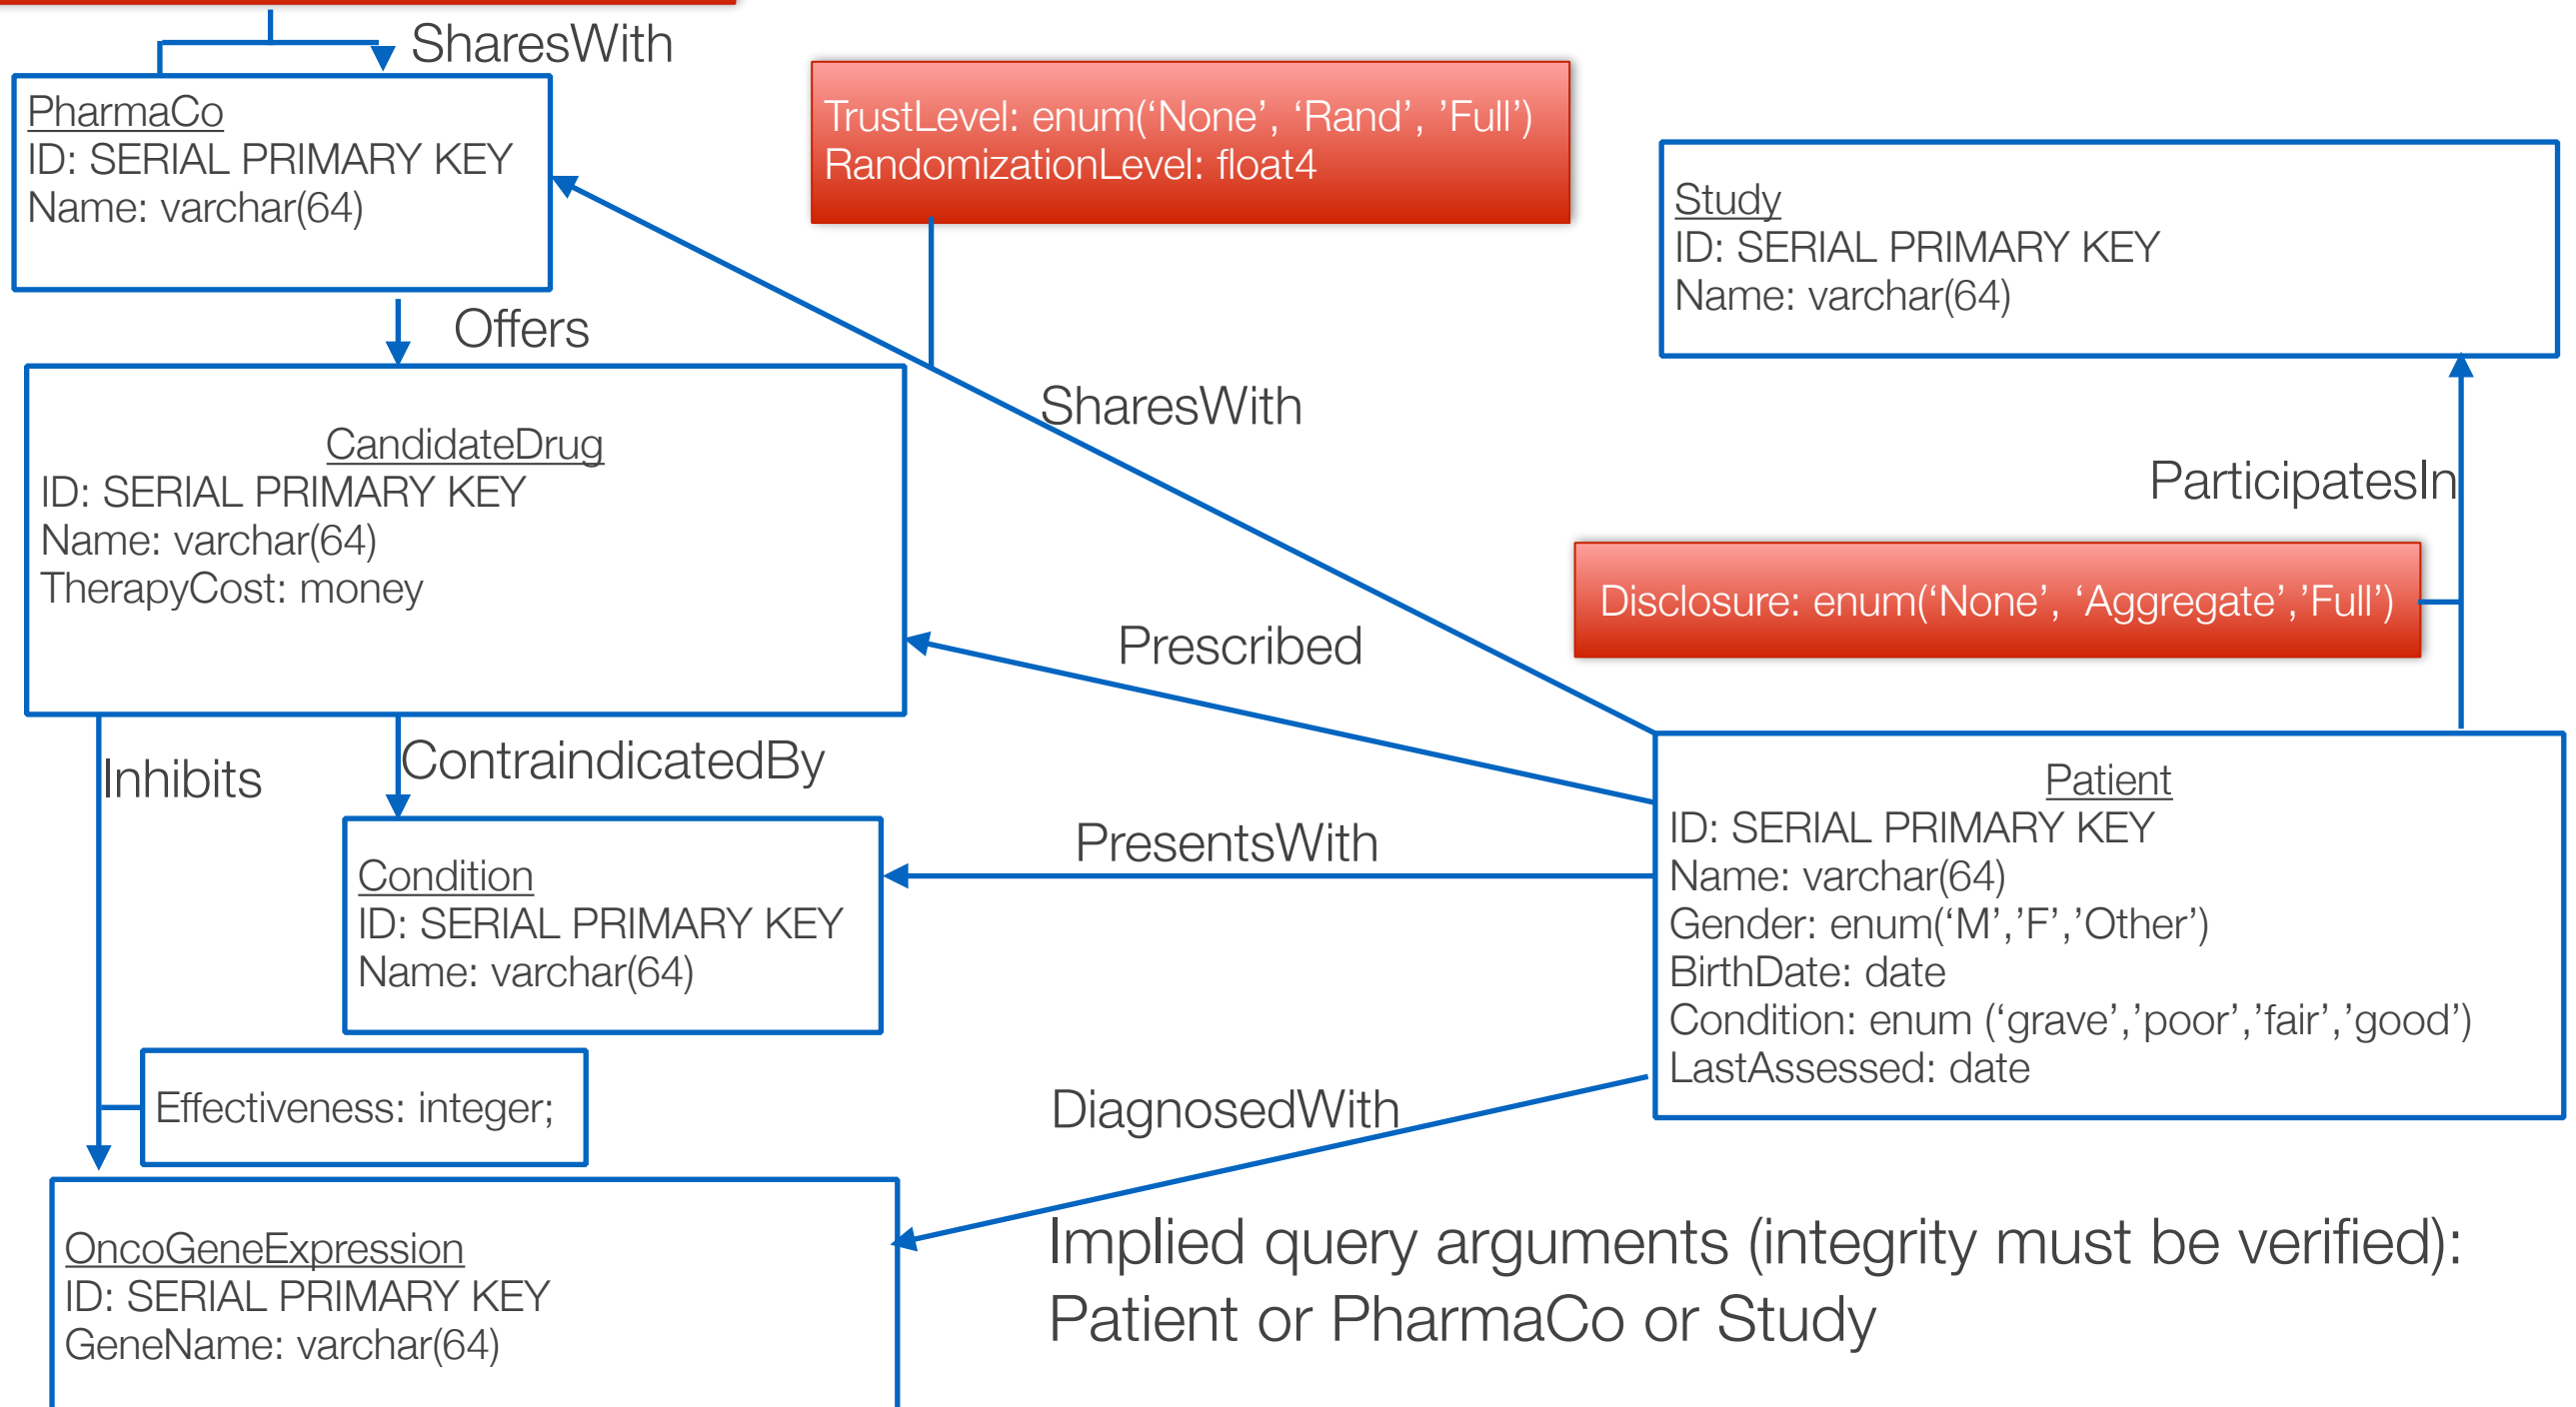 SharesWith
PharmaCo
ID: SERIAL PRIMARY KEY
Name: varchar(64)
TrustLevel: enum(‘None’, ‘Rand’, ’Full’)
RandomizationLevel: float4
Study
ID: SERIAL PRIMARY KEY
Name: varchar(64)
Offers
SharesWith
CandidateDrug
ID: SERIAL PRIMARY KEY
Name: varchar(64)
TherapyCost: money
ParticipatesIn
Disclosure: enum(‘None’, ‘Aggregate’,’Full’)
Prescribed
Inhibits
ContraindicatedBy
Patient
ID: SERIAL PRIMARY KEY
Name: varchar(64)
Gender: enum(‘M’,’F’,’Other’)
BirthDate: date
Condition: enum (‘grave’,’poor’,’fair’,’good’)
LastAssessed: date
PresentsWith
Condition
ID: SERIAL PRIMARY KEY
Name: varchar(64)
Effectiveness: integer;
DiagnosedWith
OncoGeneExpression
ID: SERIAL PRIMARY KEY
GeneName: varchar(64)
Implied query arguments (integrity must be verified):
Patient or PharmaCo or Study